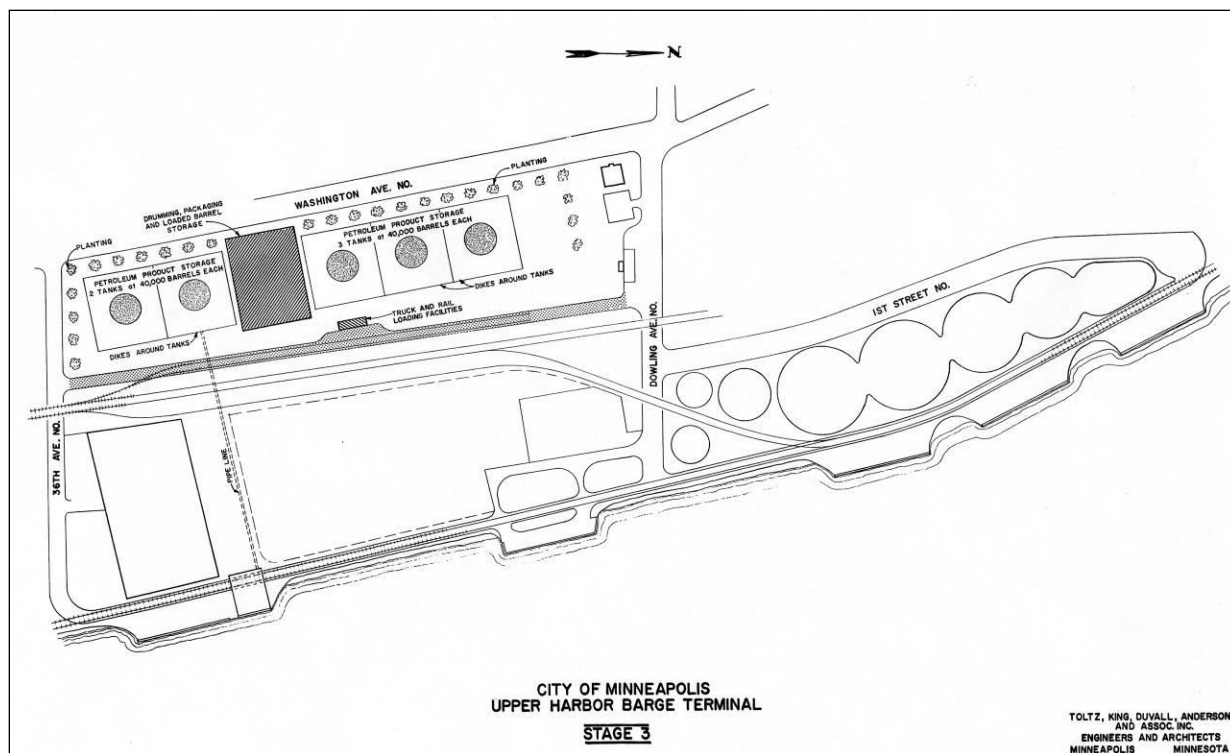 N
WASHINGTON AVE. NO.
PLANTING
DRUMMING, PACKAGING
AND LOADED BARREL
STORAGE
PLANTING
PETROLEUM PRODUCT STORAGE
3 TANKS at 40,000 BARRELS EACH
PETROLEUM PRODUCT STORAGE
2 TANKS at 40,000 BARRELS EACH
DIKES AROUND TANKS
TRUCK AND RAIL
LOADING FACILITIES
DIKES AROUND TANKS
1ST STREET NO.
DOWLING AVE. NO.
36TH AVE. NO.
PIPE LINE
CITY OF MINNEAPOLIS
UPPER HARBOR BARGE TERMINAL
STAGE 3
TOLTZ, KING, DUVALL, ANDERSON
AND ASSOC. INC.
ENGINEERS AND ARCHITECTS
MINNEAPOLIS MINNESOTA